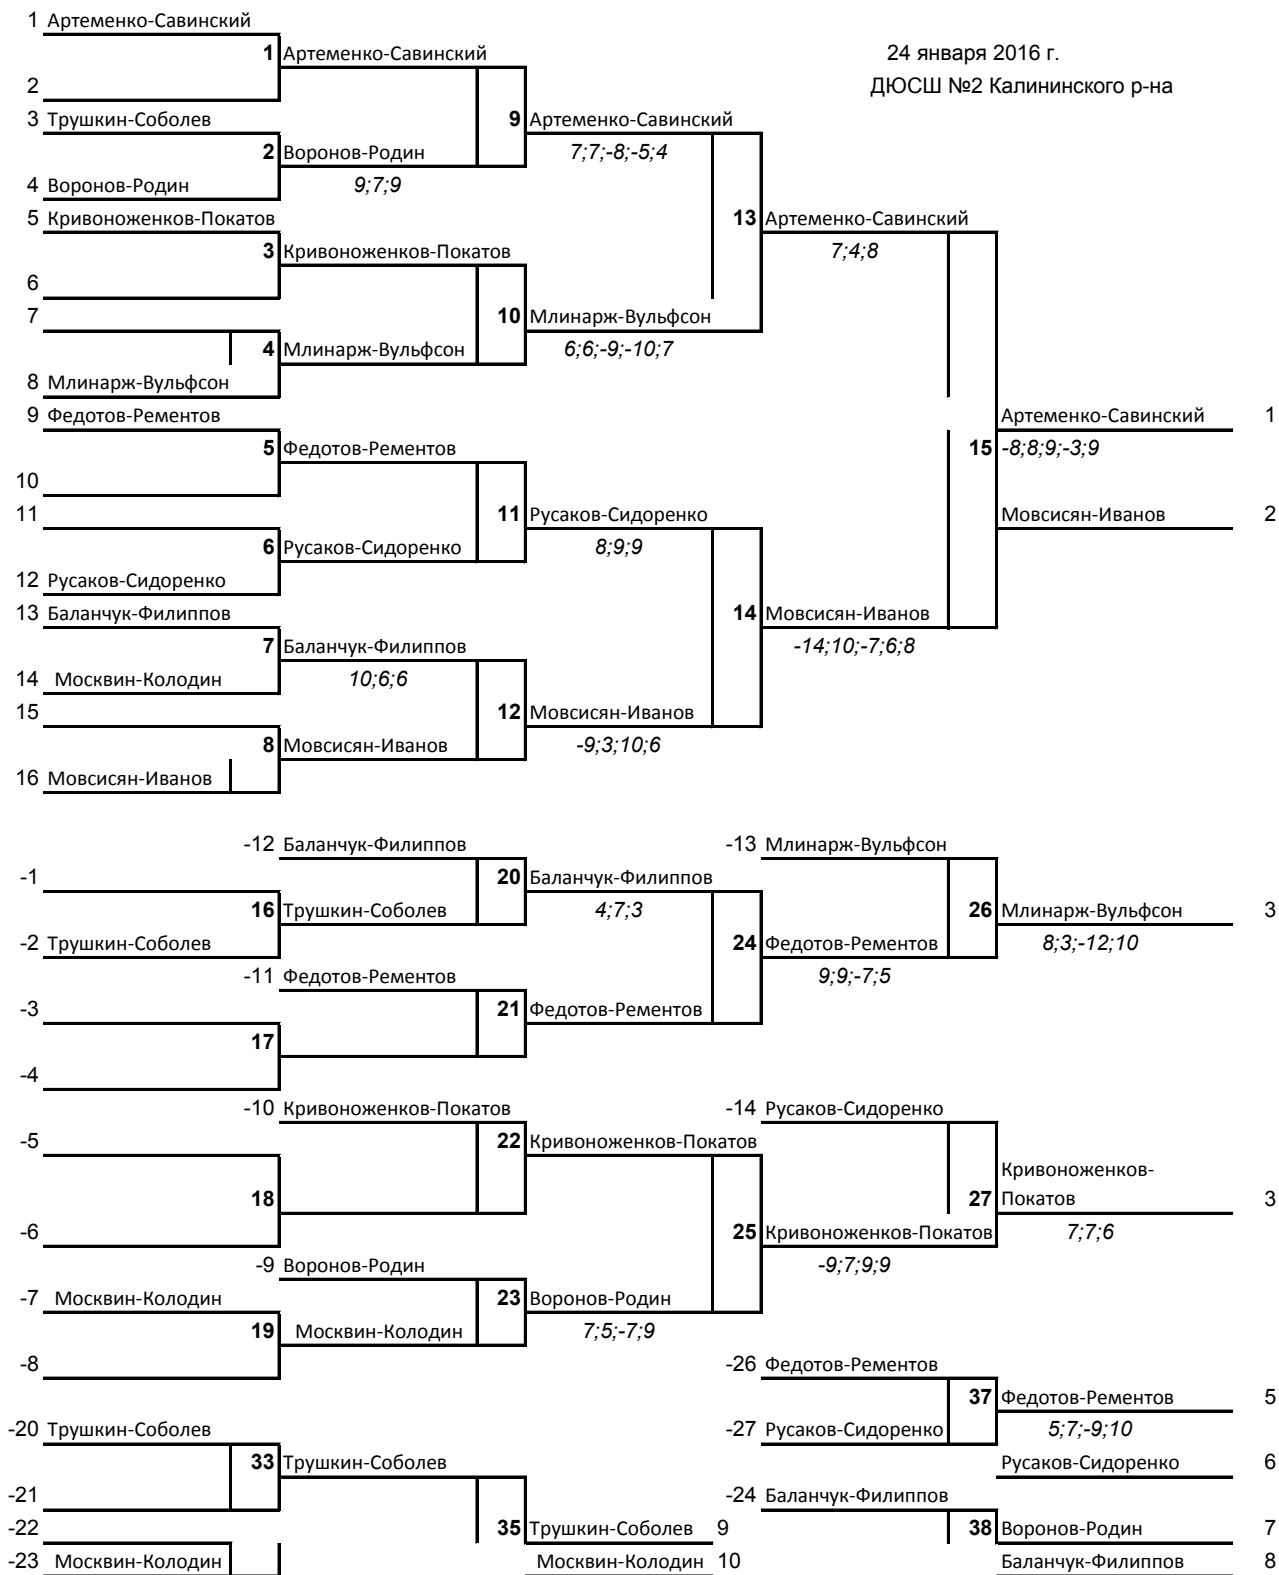 1 Артеменко-Савинский
1 Артеменко-Савинский 24 января 2016 г.
2 ДЮСШ №2 Калининского р-на
3 Трушкин-Соболев 9 Артеменко-Савинский
2 Воронов-Родин 7;7;-8;-5;4
4 Воронов-Родин 9;7;9
5 Кривоноженков-Покатов 13 Артеменко-Савинский
3 Кривоноженков-Покатов 7;4;8
6
7 10 Млинарж-Вульфсон
4 Млинарж-Вульфсон 6;6;-9;-10;7
8 Млинарж-Вульфсон
9 Федотов-Рементов Артеменко-Савинский 1
5 Федотов-Рементов 15 -8;8;9;-3;9
10
11 11 Русаков-Сидоренко Мовсисян-Иванов 2
6 Русаков-Сидоренко 8;9;9
12 Русаков-Сидоренко
13 Баланчук-Филиппов 14 Мовсисян-Иванов
7 Баланчук-Филиппов -14;10;-7;6;8
14 Москвин-Колодин 10;6;6
15 12 Мовсисян-Иванов
8 Мовсисян-Иванов -9;3;10;6
16 Мовсисян-Иванов
-12 Баланчук-Филиппов -13 Млинарж-Вульфсон
-1 20 Баланчук-Филиппов
16 Трушкин-Соболев 4;7;3 26 Млинарж-Вульфсон 3
-2 Трушкин-Соболев 24 Федотов-Рементов 8;3;-12;10
-11 Федотов-Рементов 9;9;-7;5
-3 21 Федотов-Рементов
17
-4
-10 Кривоноженков-Покатов -14 Русаков-Сидоренко
-5 22 Кривоноженков-Покатов
Кривоноженков-
18 27 Покатов 3
-6 25 Кривоноженков-Покатов 7;7;6
-9 Воронов-Родин -9;7;9;9
-7 Москвин-Колодин 23 Воронов-Родин
19 Москвин-Колодин 7;5;-7;9
-8 -26 Федотов-Рементов
37 Федотов-Рементов 5
-20 Трушкин-Соболев -27 Русаков-Сидоренко 5;7;-9;10
33 Трушкин-Соболев Русаков-Сидоренко 6
-21 -24 Баланчук-Филиппов
-22 35 Трушкин-Соболев 9 38 Воронов-Родин 7
-23 Москвин-Колодин Москвин-Колодин 10 Баланчук-Филиппов 8